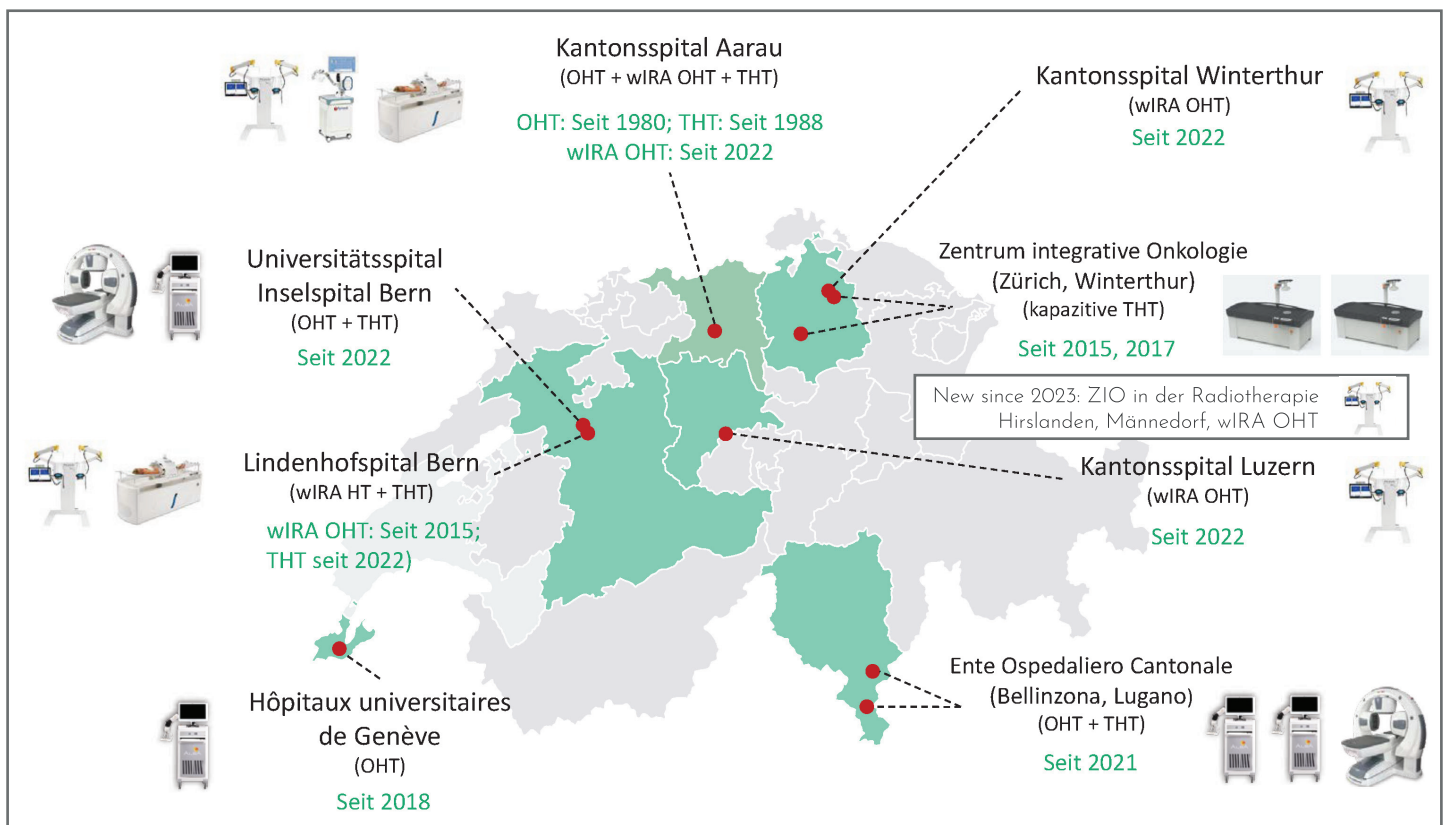 Kantonsspital Aarau
(OHT + wIRA OHT + THT)
OHT: Seit 1980; THT: Seit 1988
wIRA OHT: Seit 2022
Kantonsspital Winterthur
(wIRA OHT)
Seit 2022
Universitätsspital
Inselspital Bern
(OHT + THT)
Seit 2022
Zentrum integrative Onkologie
(Zürich, Winterthur)
(kapazitive THT)
Seit 2015, 2017
New since 2023: ZIO in der Radiotherapie
Hirslanden, Männedorf, wIRA OHT
Lindenhofspital Bern
(wIRA HT + THT)
wIRA OHT: Seit 2015;
THT seit 2022)
Kantonsspital Luzern
(wIRA OHT)
Seit 2022
Hôpitaux universitaires
de Genève
(OHT)
Seit 2018
Ente Ospedaliero Cantonale
(Bellinzona, Lugano)
(OHT + THT)
Seit 2021